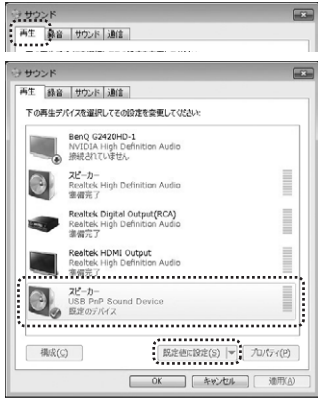 サウンド
再生 録音 サウンド 通信
サウンド
再生 録音 サウンド 通信
下の再生デバイスを選択してその設定を変更してください:
BenQ G2420HD-1
NVIDIA High Definition Audio
接続されていません
スピーカー
Realtek High Definition Audio
準備完了
Realtek Digital Output(RCA)
Realtek High Definition Audio
準備完了
Realtek HDMI Output
Realtek High Definition Audio
準備完了
スピーカー
USB PnP Sound Device
既定のデバイス
構成(C) 既定値に設定(S) プロパティ(P)
OK キャンセル 適用(A)